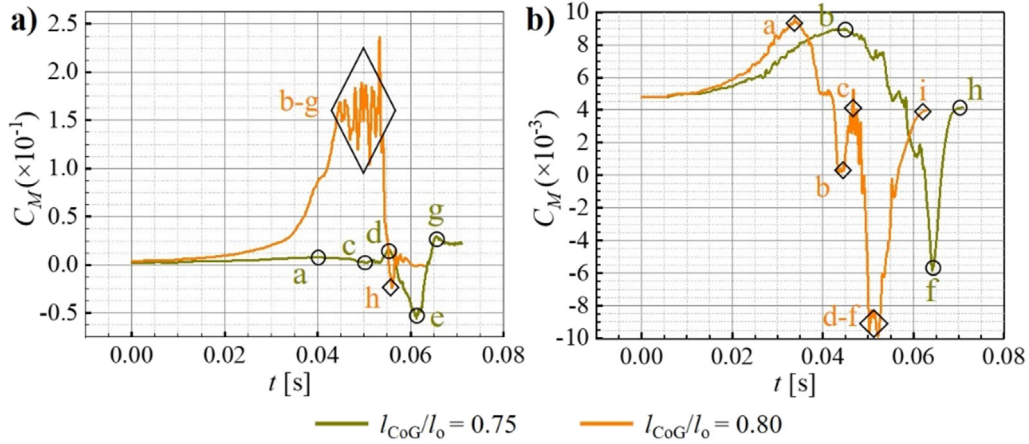 a)
2.5
2.0
1.5
1.0
0.5
0.0
-0.5
C_M (×10⁻¹)
b-g
a
c
d
g
h
e
0.00 0.02 0.04 0.06 0.08
t [s]
b)
10
8
6
4
2
0
-2
-4
-6
-8
-10
C_M (×10⁻³)
a
b
c
i
h
b
f
d-f
0.00 0.02 0.04 0.06 0.08
t [s]
l_CoG/l_o = 0.75 l_CoG/l_o = 0.80